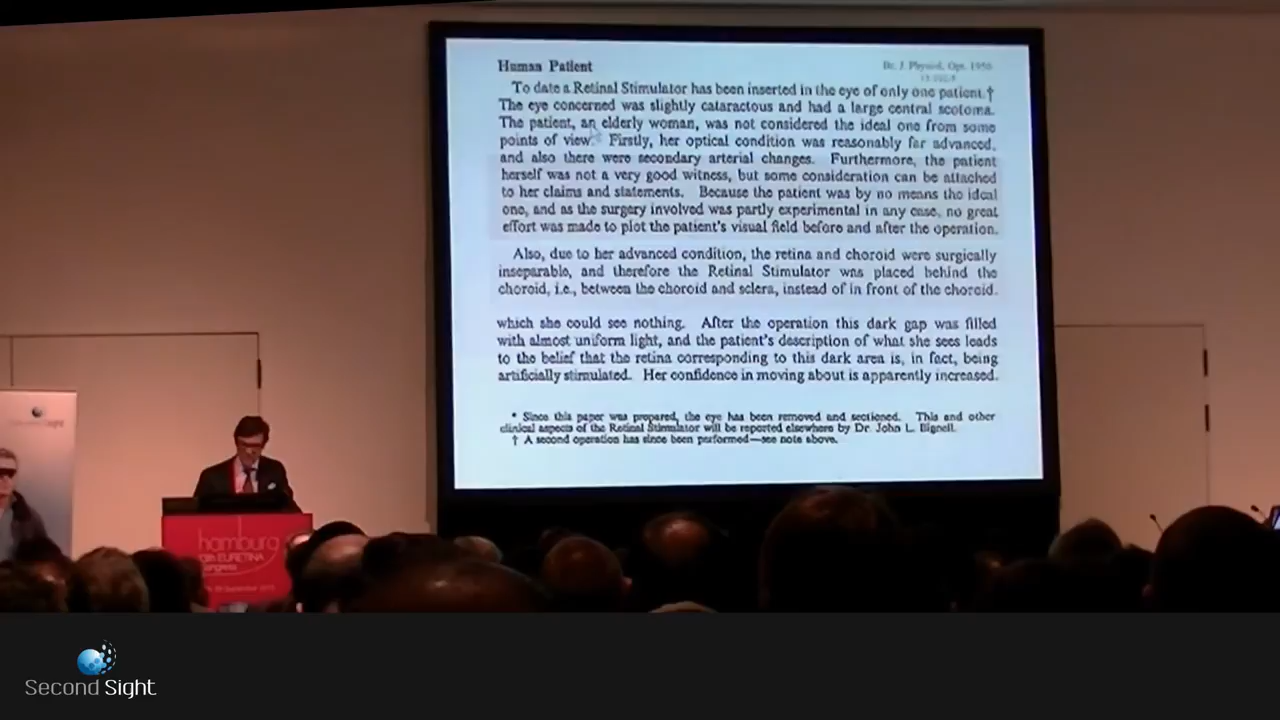 Human Patient
Br. J. Physiol. Opt. 1956
To date a Retinal Stimulator has been inserted in the eye of only one patient.†
The eye concerned was slightly cataractous and had a large central scotoma.
The patient, an elderly woman, was not considered the ideal one from some
points of view. Firstly, her optical condition was reasonably far advanced,
and also there were secondary arterial changes. Furthermore, the patient
herself was not a very good witness, but some consideration can be attached
to her claims and statements. Because the patient was by no means the ideal
one, and as the surgery involved was partly experimental in any case, no great
effort was made to plot the patient's visual field before and after the operation.
Also, due to her advanced condition, the retina and choroid were surgically
inseparable, and therefore the Retinal Stimulator was placed behind the
choroid, i.e., between the choroid and sclera, instead of in front of the choroid.
which she could see nothing. After the operation this dark gap was filled
with almost uniform light, and the patient's description of what she sees leads
to the belief that the retina corresponding to this dark area is, in fact, being
artificially stimulated. Her confidence in moving about is apparently increased.
* Since this paper was prepared, the eye has been removed and sectioned. This and other
clinical aspects of the Retinal Stimulator will be reported elsewhere by Dr. John L. Bignell.
† A second operation has since been performed—see note above.
Second Sight
hamburg
EURETINA
Congress
September
Second Sight